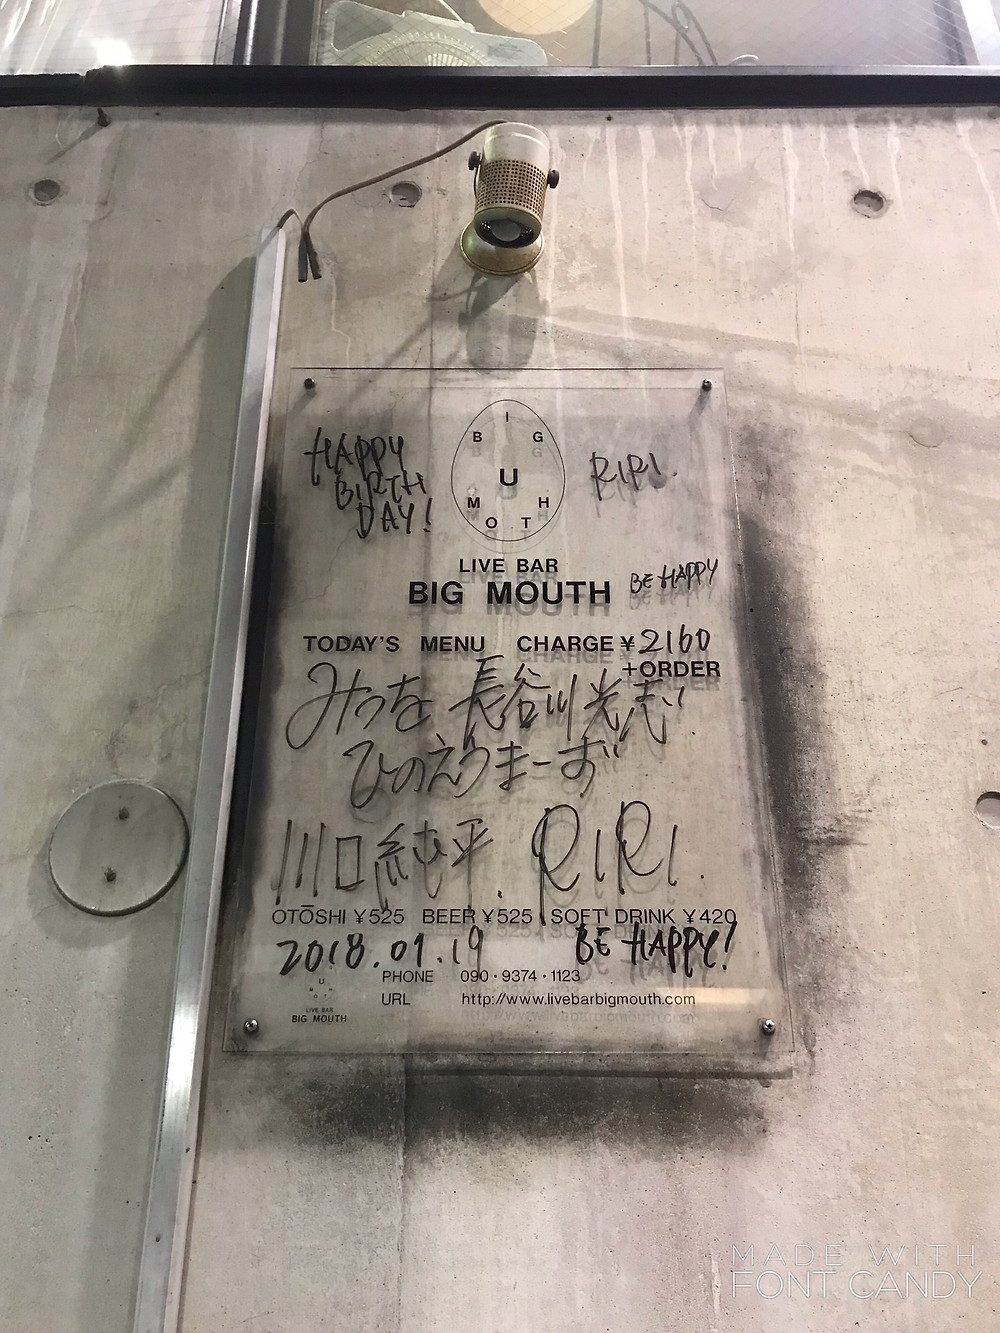 HAPPY
BIRTH
DAY!
BIG
U
MOUTH
RIRI.
LIVE BAR
BIG MOUTH
BE HAPPY
TODAY'S MENU CHARGE ¥2160
+ORDER
みつを 長谷川光志
ひのえうまーず
川口純平. RIRI.
OTŌSHI ¥525 BEER ¥525 SOFT DRINK ¥420
2018.01.19 BE HAPPY!
PHONE 090・9374・1123
URL http://www.livebarbigmouth.com
LIVE BAR
BIG MOUTH
MADE WITH
FONT CANDY